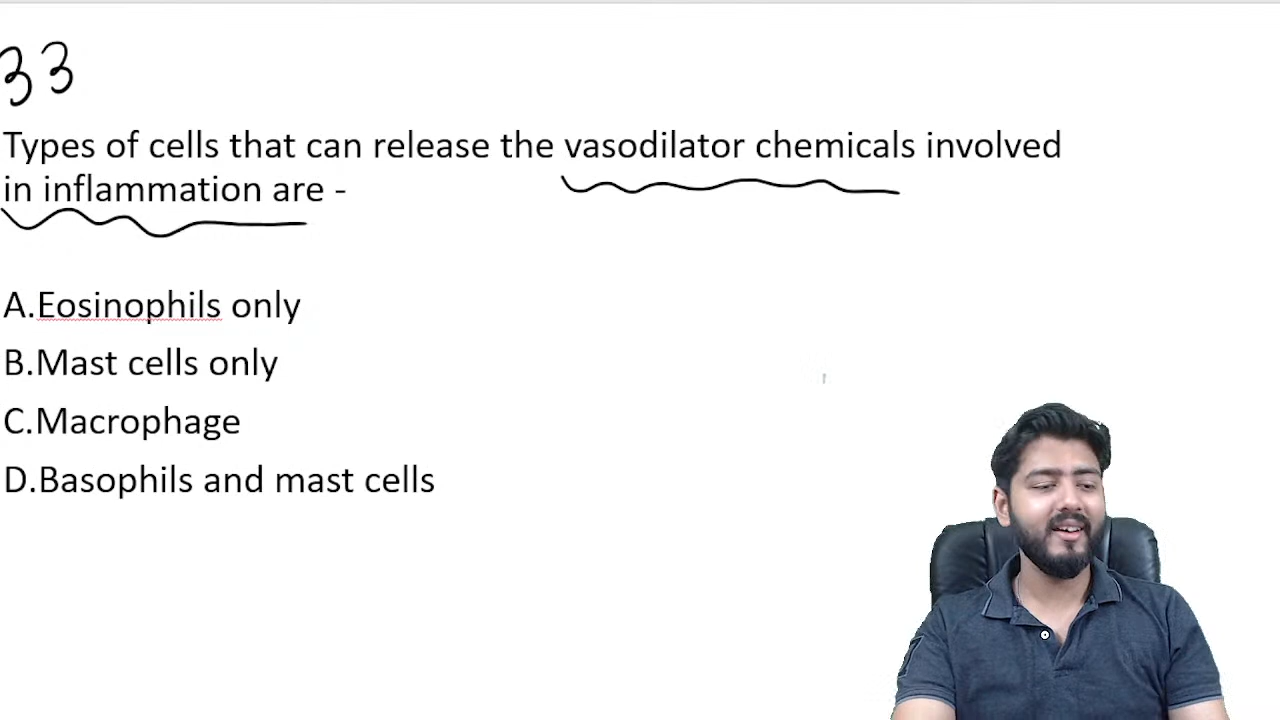 33
Types of cells that can release the vasodilator chemicals involved
in inflammation are -
A.Eosinophils only
B.Mast cells only
C.Macrophage
D.Basophils and mast cells